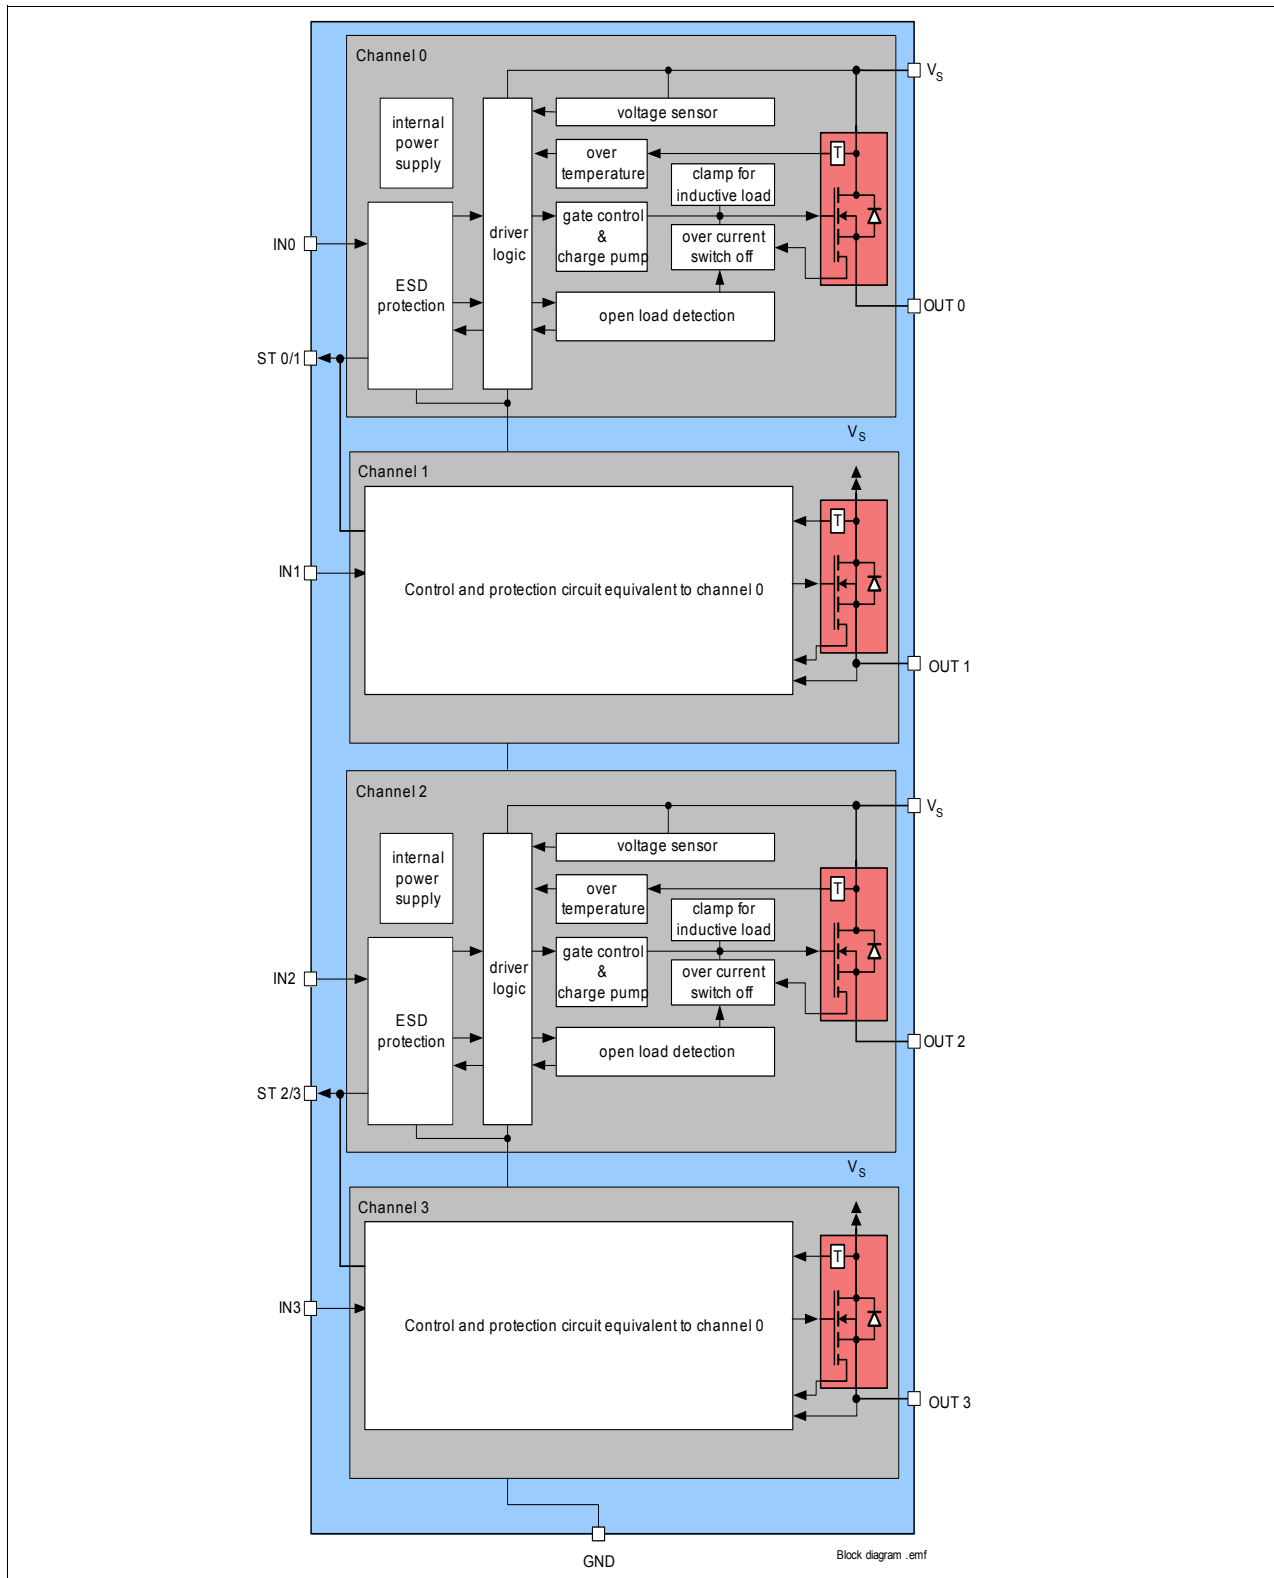 Channel 0
VS
voltage sensor
internal
power
supply
over
temperature
T
clamp for
inductive load
IN0
driver
logic
gate control
&
charge pump
over current
switch off
ESD
protection
open load detection
OUT 0
ST 0/1
VS
Channel 1
T
IN1
Control and protection circuit equivalent to channel 0
OUT 1
Channel 2
VS
voltage sensor
internal
power
supply
over
temperature
T
clamp for
inductive load
IN2
driver
logic
gate control
&
charge pump
over current
switch off
ESD
protection
open load detection
OUT 2
ST 2/3
VS
Channel 3
T
IN3
Control and protection circuit equivalent to channel 0
OUT 3
GND
Block diagram .emf